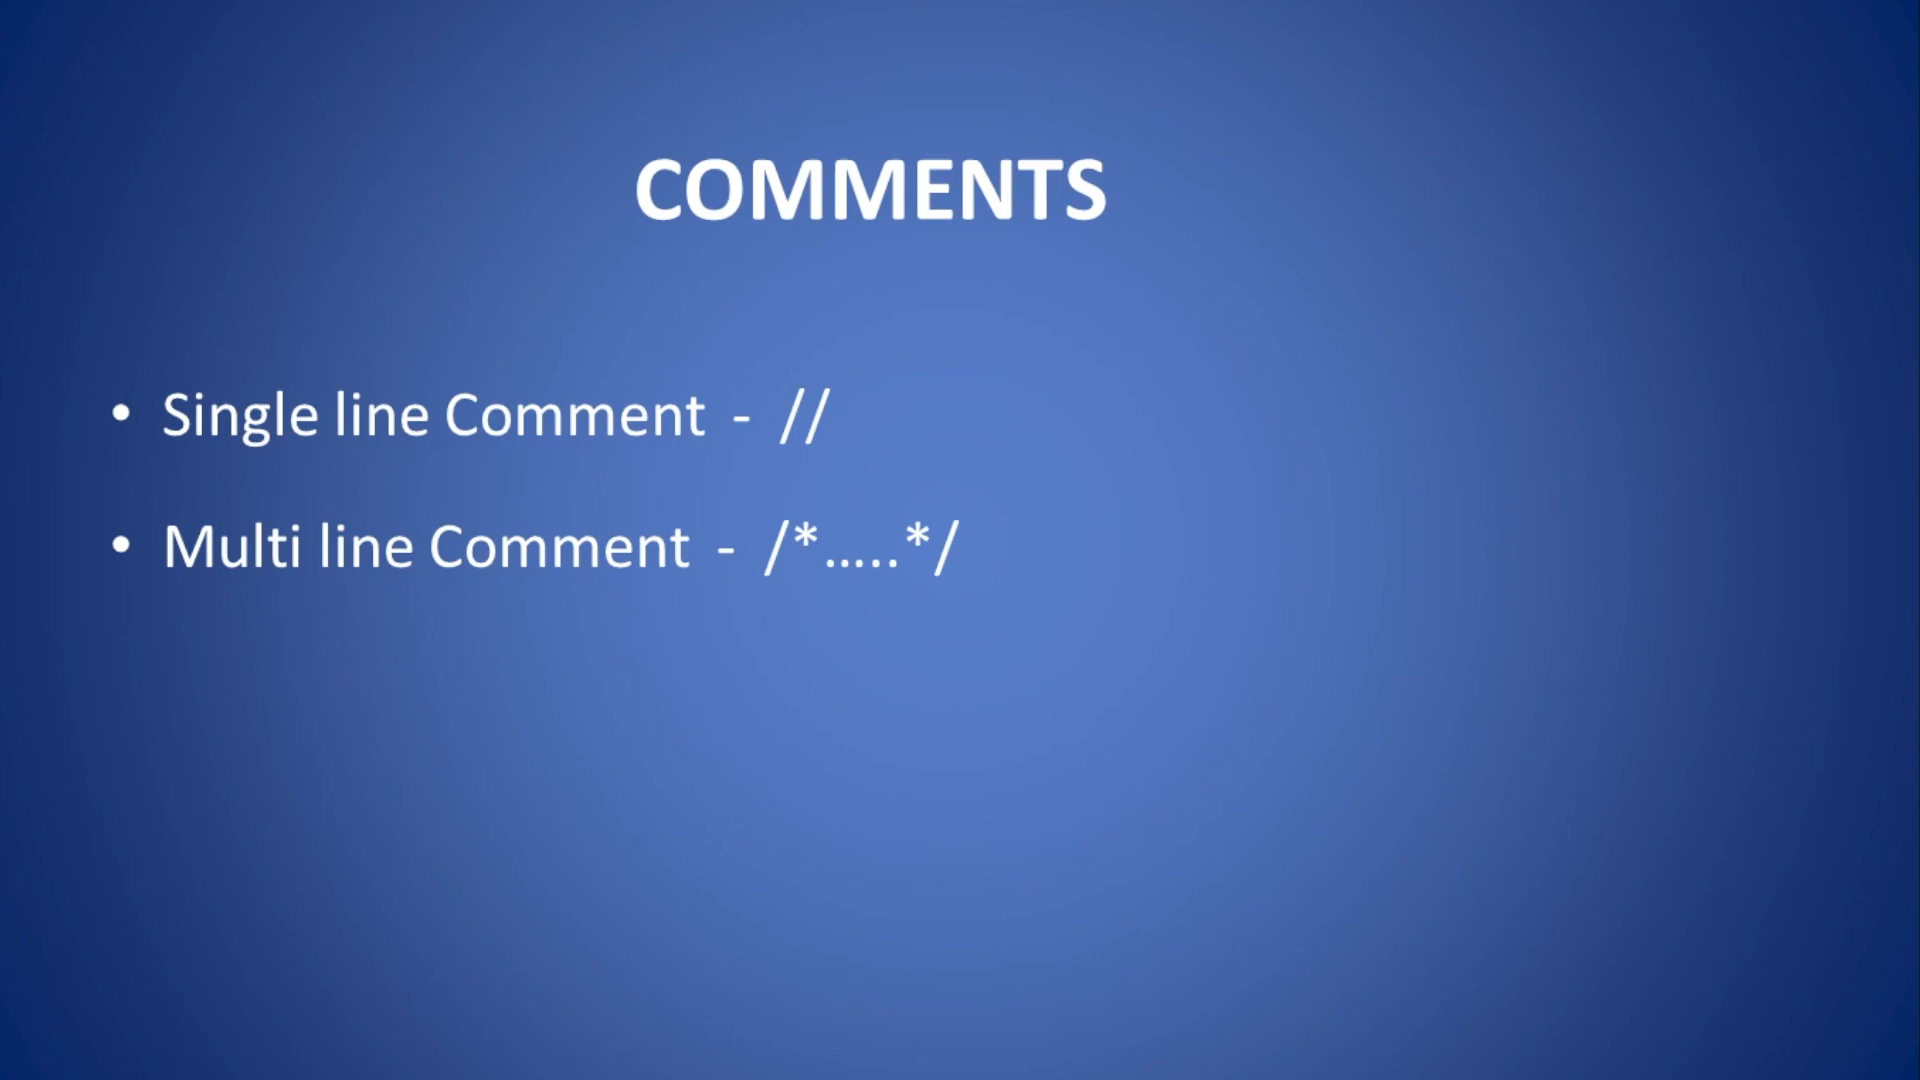 COMMENTS
• Single line Comment - //
• Multi line Comment - /*…..*/